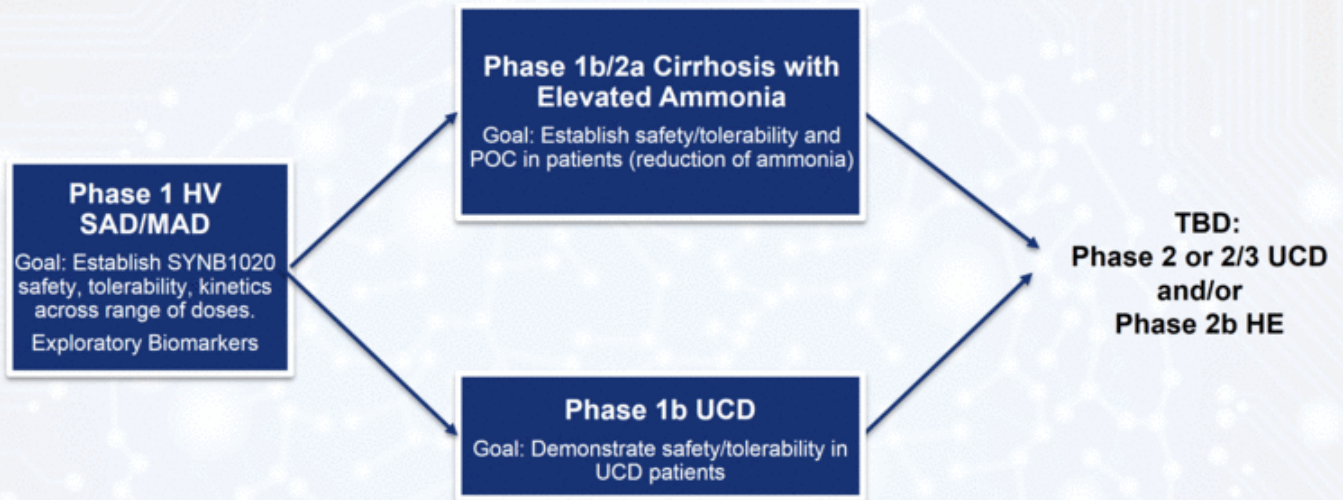 Phase 1 HV
SAD/MAD
Goal: Establish SYNB1020
safety, tolerability, kinetics
across range of doses.
Exploratory Biomarkers
Phase 1b/2a Cirrhosis with
Elevated Ammonia
Goal: Establish safety/tolerability and
POC in patients (reduction of ammonia)
Phase 1b UCD
Goal: Demonstrate safety/tolerability in
UCD patients
TBD:
Phase 2 or 2/3 UCD
and/or
Phase 2b HE